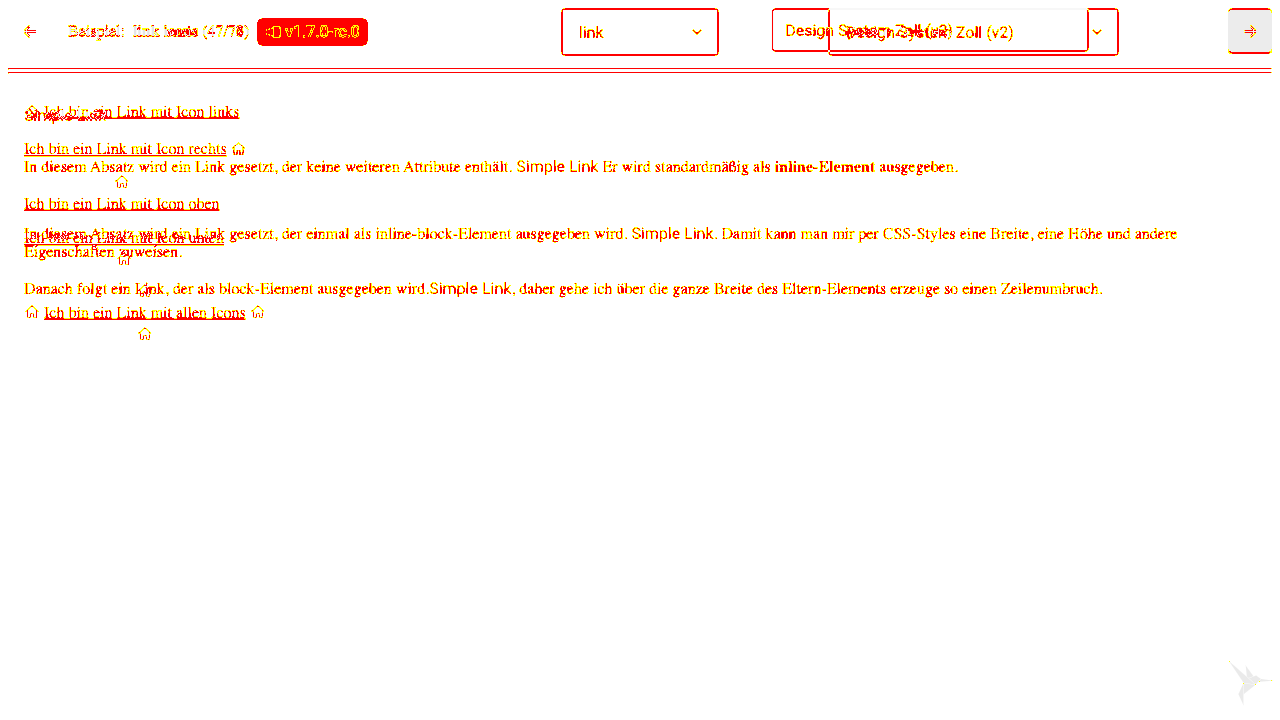 Beispiel: link (47/78) v1.7.0-rc.0
link
Design System Zoll (v2)
Design System Zoll (v2)
Ich bin ein Link mit Icon links
Ich bin ein Link mit Icon rechts
In diesem Absatz wird ein Link gesetzt, der keine weiteren Attribute enthält. Simple Link Er wird standardmäßig als inline-Element ausgegeben.
Ich bin ein Link mit Icon oben
In diesem Absatz wird ein Link gesetzt, der einmal als inline-block-Element ausgegeben wird. Simple Link. Damit kann man mir per CSS-Styles eine Breite, eine Höhe und andere
Ich bin ein Link mit Icon unten
Eigenschaften zuweisen.
Danach folgt ein Link, der als block-Element ausgegeben wird.Simple Link, daher gehe ich über die ganze Breite des Eltern-Elements erzeuge so einen Zeilenumbruch.
Ich bin ein Link mit allen Icons